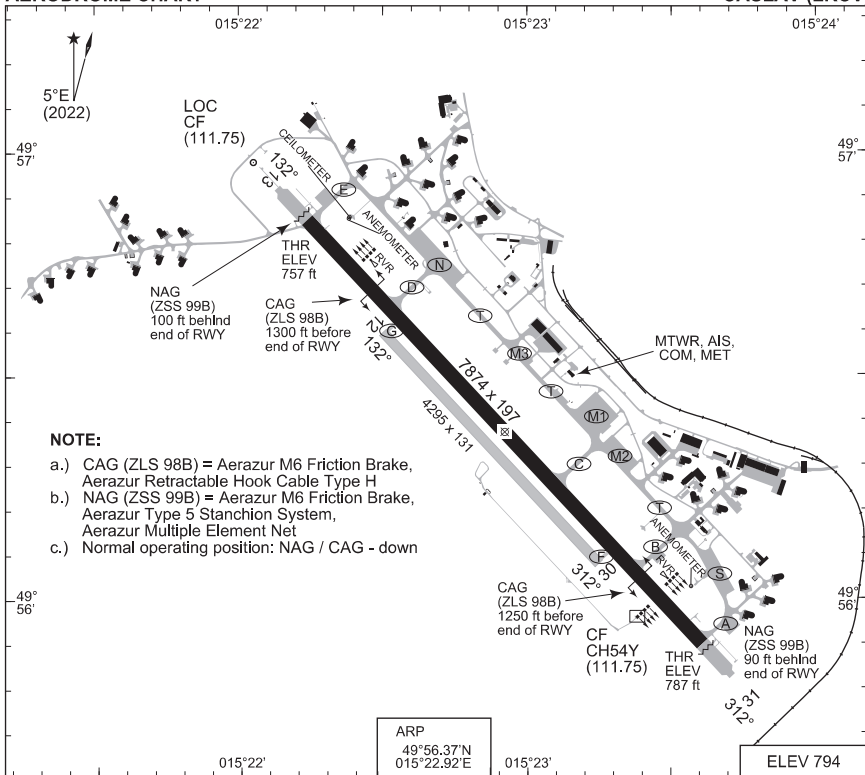 015°22'
015°23'
015°24'
5°E
(2022)
LOC
CF
(111.75)
49°
57'
49°
57'
13
132°
CEILOMETER
E
ANEMOMETER
THR
ELEV
757 ft
RVR
N
D
NAG
(ZSS 99B)
100 ft behind
end of RWY
CAG
(ZLS 98B)
1300 ft before
end of RWY
G
12
132°
T
M3
MTWR, AIS,
COM, MET
7874 x 197
T
4295 x 131
M1
M2
C
NOTE:
a.) CAG (ZLS 98B) = Aerazur M6 Friction Brake,
Aerazur Retractable Hook Cable Type H
b.) NAG (ZSS 99B) = Aerazur M6 Friction Brake,
Aerazur Type 5 Stanchion System,
Aerazur Multiple Element Net
c.) Normal operating position: NAG / CAG - down
T
ANEMOMETER
B
RVR
F
30
312°
S
49°
56'
49°
56'
CAG
(ZLS 98B)
1250 ft before
end of RWY
A
CF
CH54Y
(111.75)
THR
ELEV
787 ft
NAG
(ZSS 99B)
90 ft behind
end of RWY
31
312°
ARP
49°56.37'N
015°22.92'E
015°22'
015°23'
ELEV 794